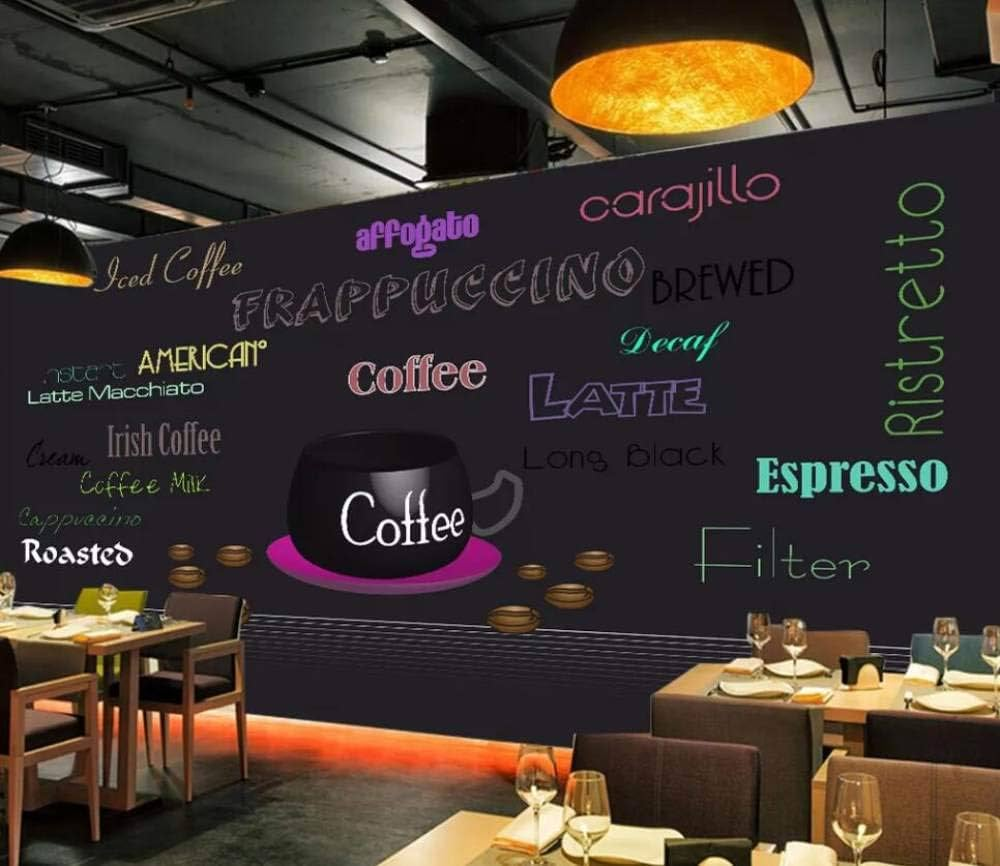 carajillo
affogato
Iced Coffee
FRAPPUCCINO
BREWED
Ristretto
Decaf
AMERICANº
Latte Macchiato
Coffee
LATTE
Irish Coffee
Cream
Long Black
Coffee Milk
Espresso
Cappuccino
Coffee
Roasted
Filter